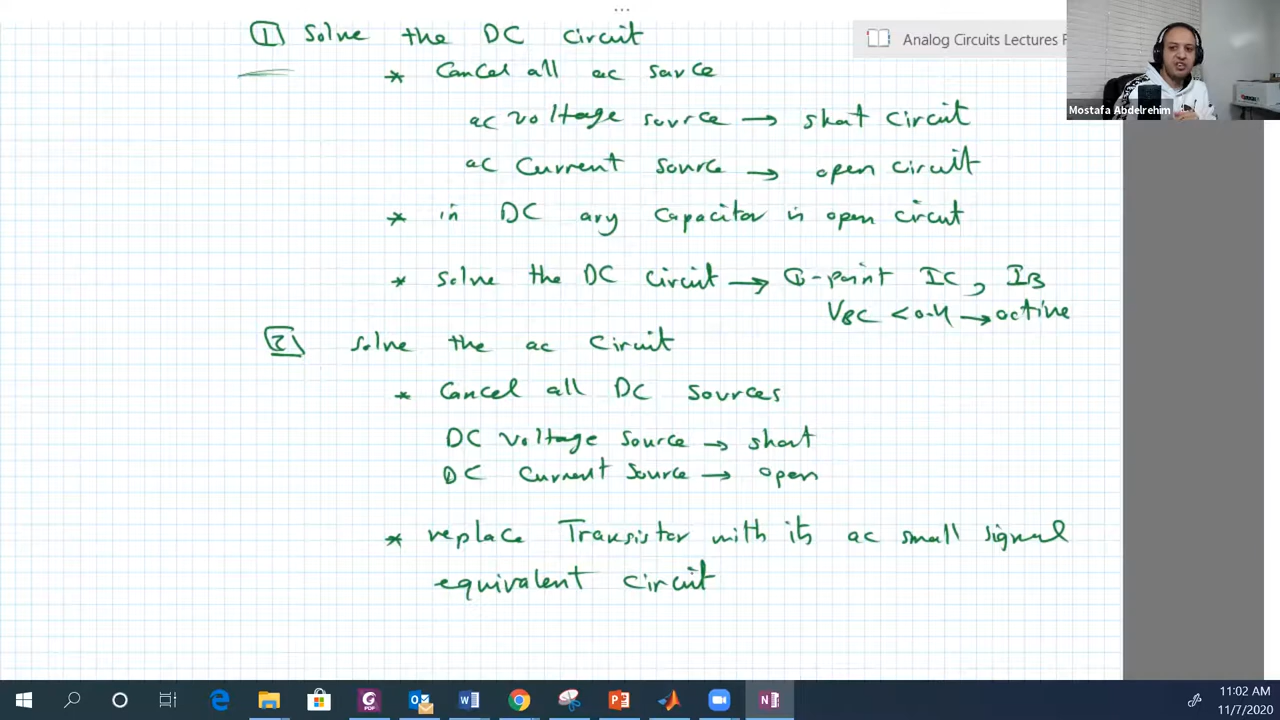 ...
1 Solve the DC circuit
Analog Circuits Lectures F
* Cancel all ac sorce
ac voltage source → short circuit
ac current source → open circuit
* in DC any capacitor is open circut
* solve the DC circuit → Q-point IC, IB
VBC < 0.4 → active
2 solve the ac circuit
* Cancel all DC sources
DC voltage source → short
DC current source → open
* replace Transistor with its ac small signal
equivalent circuit
Mostafa Abdelrehim
11:02 AM
11/7/2020